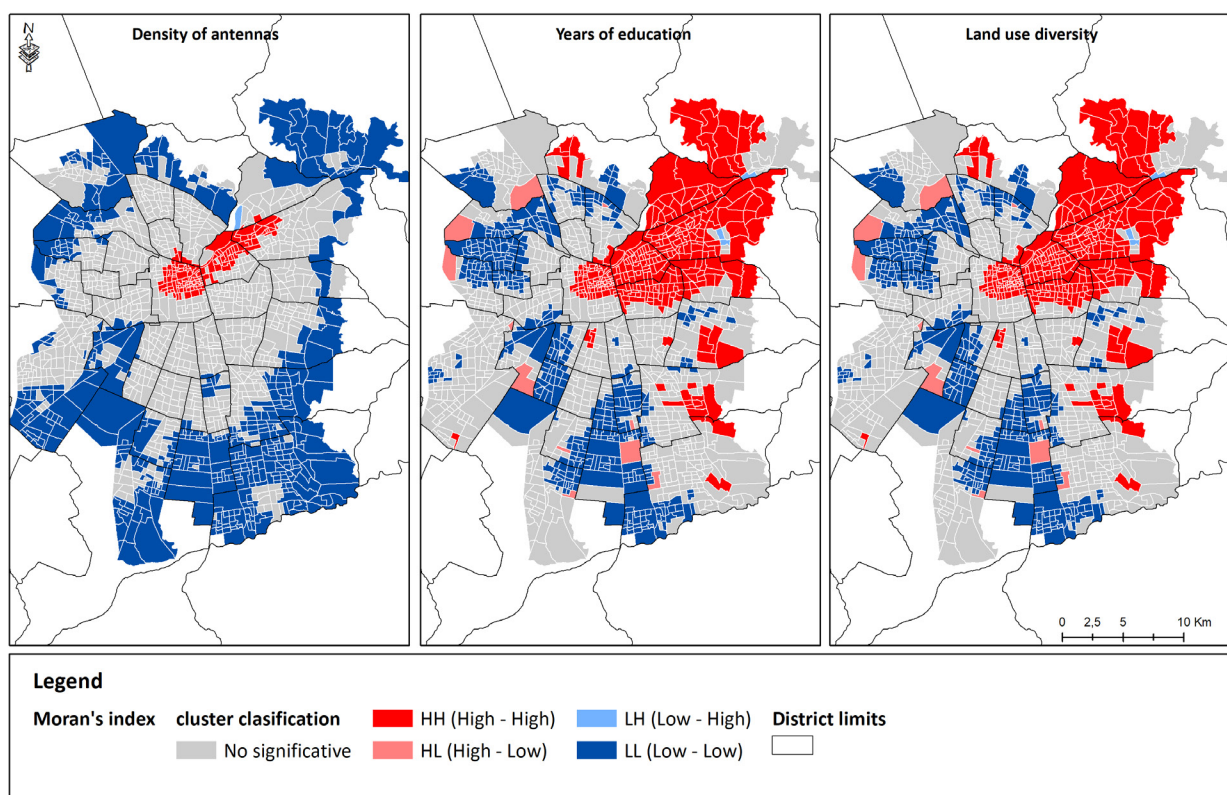 N
Density of antennas
Years of education
Land use diversity
0 2,5 5 10 Km
Legend
Moran's index cluster clasification
HH (High - High)
LH (Low - High)
District limits
No significative
HL (High - Low)
LL (Low - Low)